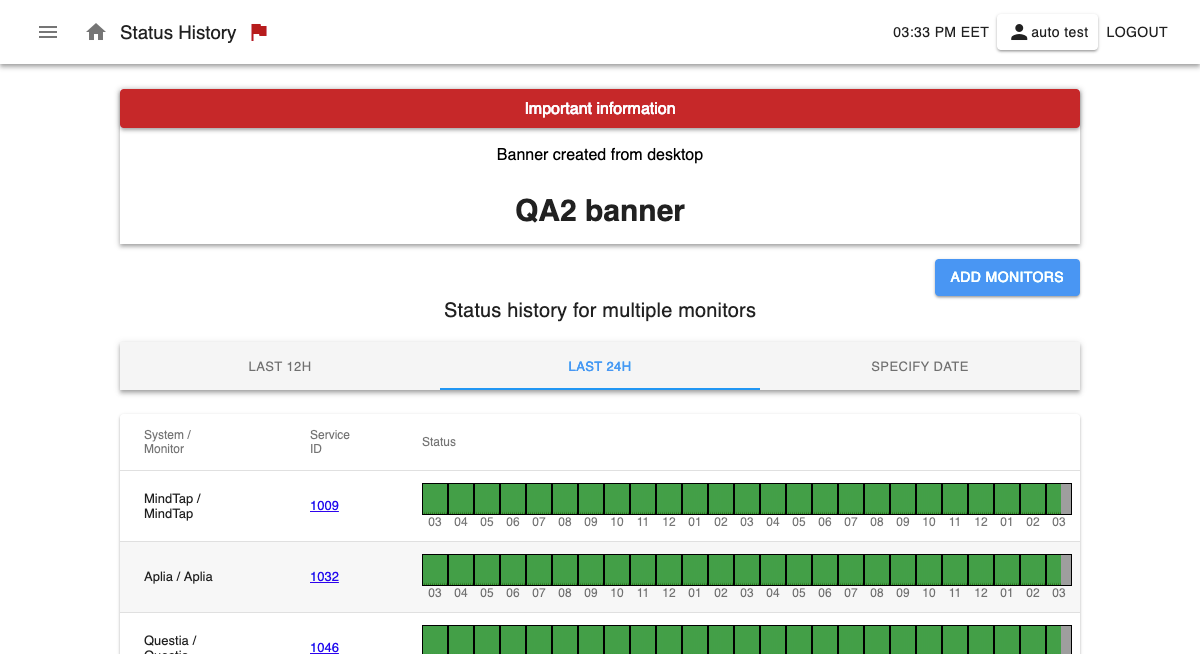 Status History
03:33 PM EET
auto test
LOGOUT
Important information
Banner created from desktop
QA2 banner
ADD MONITORS
Status history for multiple monitors
LAST 12H
LAST 24H
SPECIFY DATE
System /
Monitor
Service
ID
Status
MindTap /
MindTap
1009
03 04 05 06 07 08 09 10 11 12 01 02 03 04 05 06 07 08 09 10 11 12 01 02 03
Aplia / Aplia
1032
03 04 05 06 07 08 09 10 11 12 01 02 03 04 05 06 07 08 09 10 11 12 01 02 03
Questia /
1046